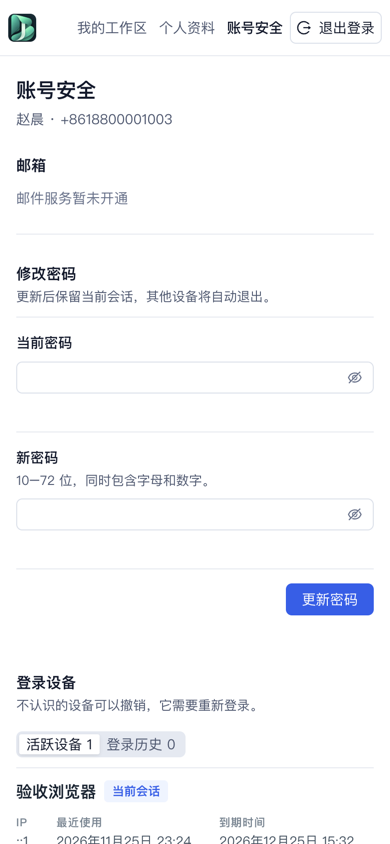 我的工作区 个人资料 账号安全 退出登录
账号安全
赵晨 · +8618800001003
邮箱
邮件服务暂未开通
修改密码
更新后保留当前会话，其他设备将自动退出。
当前密码
新密码
10–72 位，同时包含字母和数字。
更新密码
登录设备
不认识的设备可以撤销，它需要重新登录。
活跃设备 1 登录历史 0
验收浏览器 当前会话
IP 最近使用 到期时间
::1 2026年11月25日 23:24 2026年12月25日 15:32